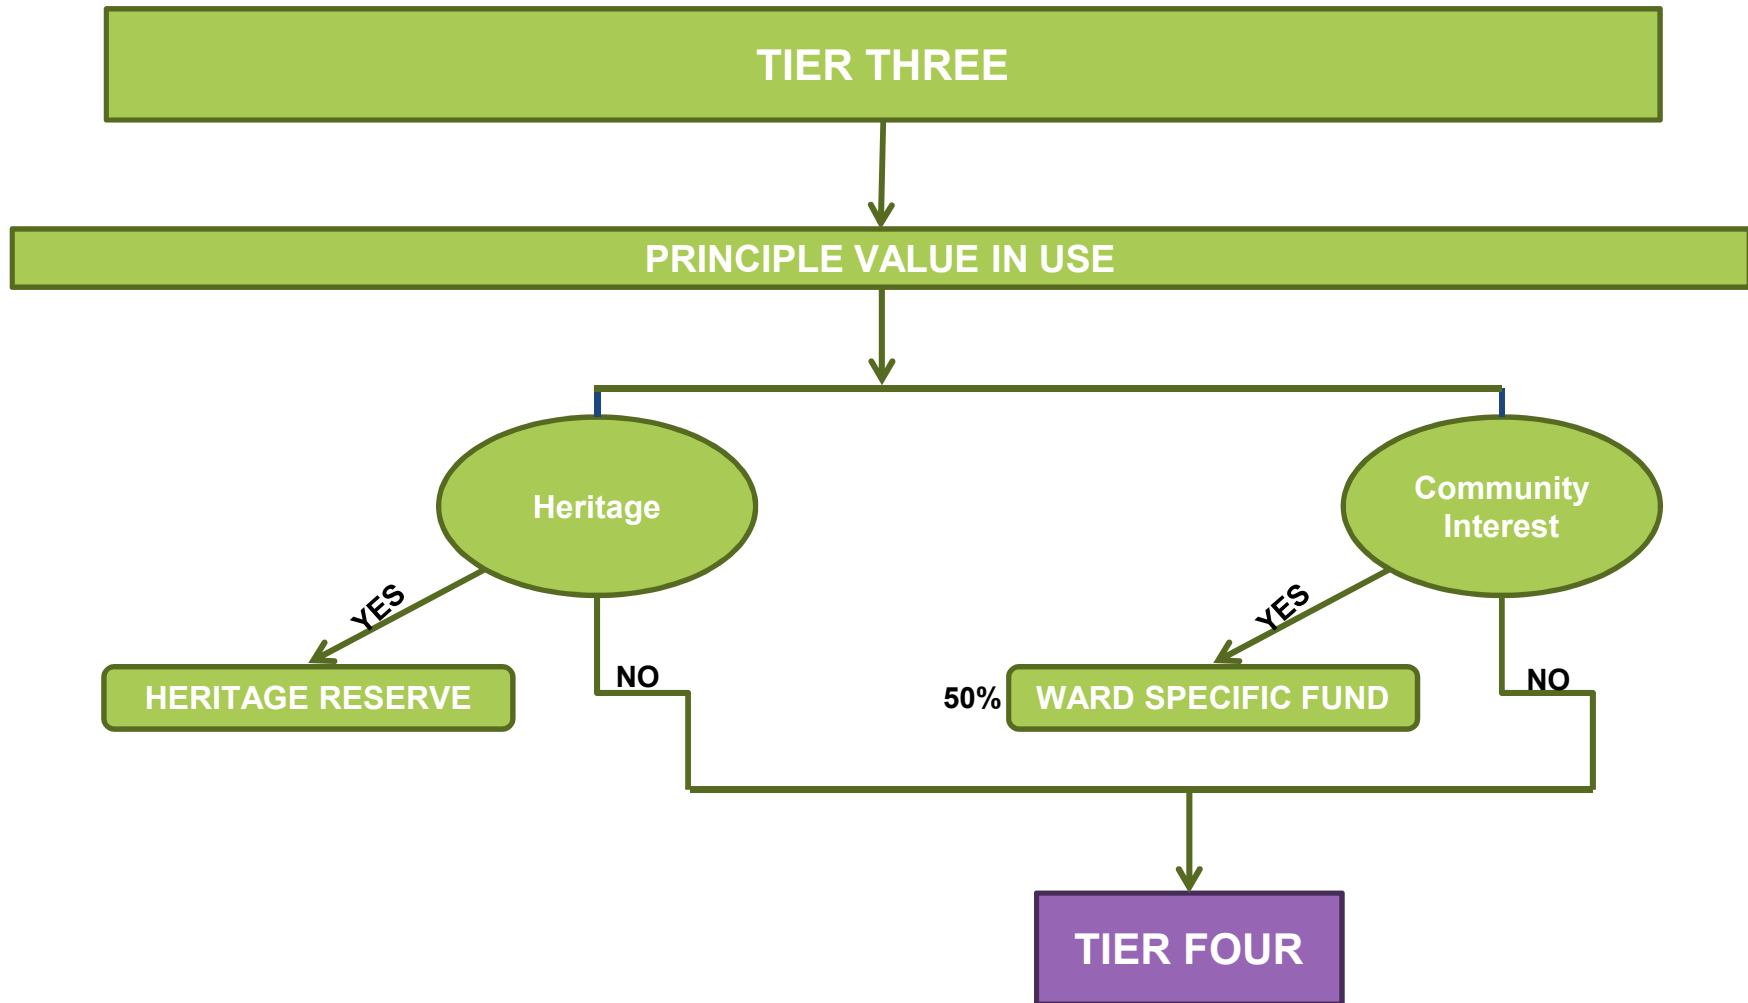 TIER THREE
PRINCIPLE VALUE IN USE
Heritage
Community
Interest
YES
YES
HERITAGE RESERVE
NO
50%
WARD SPECIFIC FUND
NO
TIER FOUR